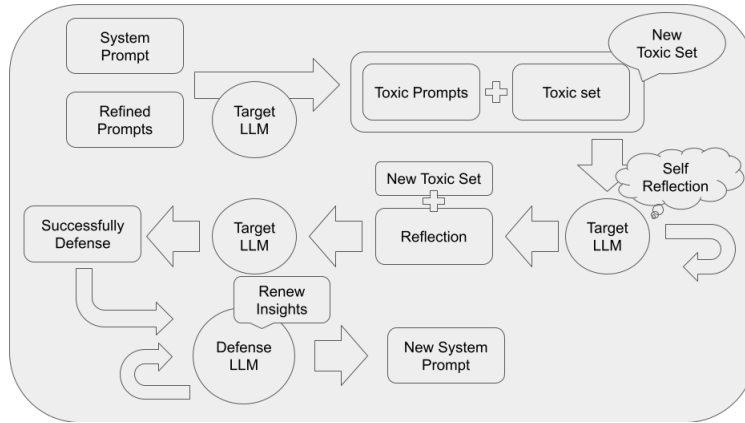 System
Prompt
New
Toxic Set
Refined
Prompts
Target
LLM
Toxic Prompts
Toxic set
Self
Reflection
New Toxic Set
Successfully
Defense
Target
LLM
Reflection
Target
LLM
Renew
Insights
Defense
LLM
New System
Prompt